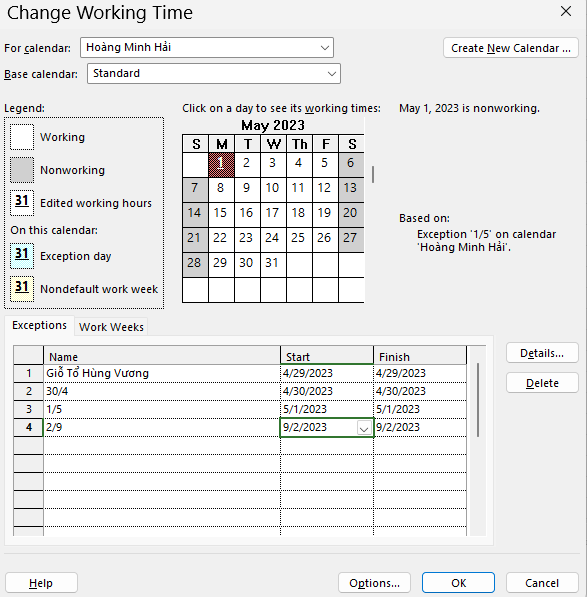 Change Working Time
For calendar: Hoàng Minh Hải
Create New Calendar ...
Base calendar: Standard
Legend:
Working
Nonworking
31 Edited working hours
On this calendar:
31 Exception day
31 Nondefault work week
Click on a day to see its working times:
May 2023
S M T W Th F S
1 2 3 4 5 6
7 8 9 10 11 12 13
14 15 16 17 18 19 20
21 22 23 24 25 26 27
28 29 30 31
May 1, 2023 is nonworking.
Based on:
Exception '1/5' on calendar
'Hoàng Minh Hải'.
Exceptions Work Weeks
Name Start Finish
1 Giỗ Tổ Hùng Vương 4/29/2023 4/29/2023
2 30/4 4/30/2023 4/30/2023
3 1/5 5/1/2023 5/1/2023
4 2/9 9/2/2023 9/2/2023
Details...
Delete
Help
Options...
OK
Cancel